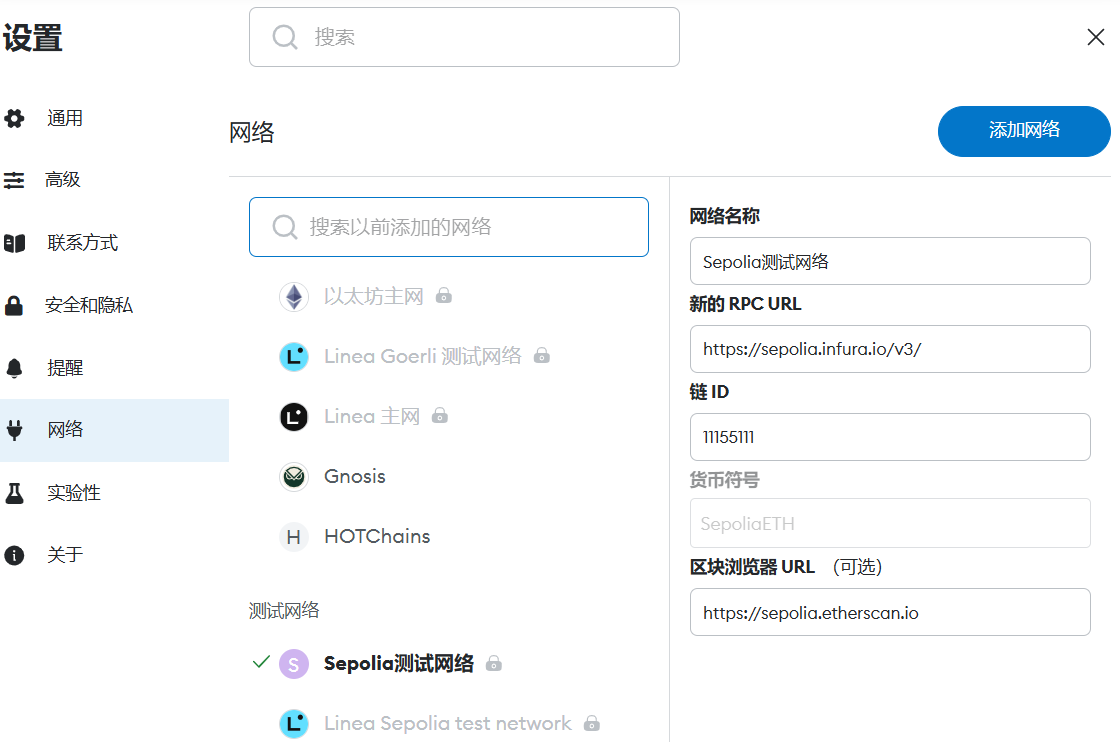 设置
搜索
通用
高级
联系方式
安全和隐私
提醒
网络
实验性
关于
网络
添加网络
搜索以前添加的网络
以太坊主网
L Linea Goerli 测试网络
L Linea 主网
Gnosis
H HOTChains
测试网络
S Sepolia测试网络
L Linea Sepolia test network
网络名称
Sepolia测试网络
新的 RPC URL
https://sepolia.infura.io/v3/
链 ID
11155111
货币符号
SepoliaETH
区块浏览器 URL (可选)
https://sepolia.etherscan.io